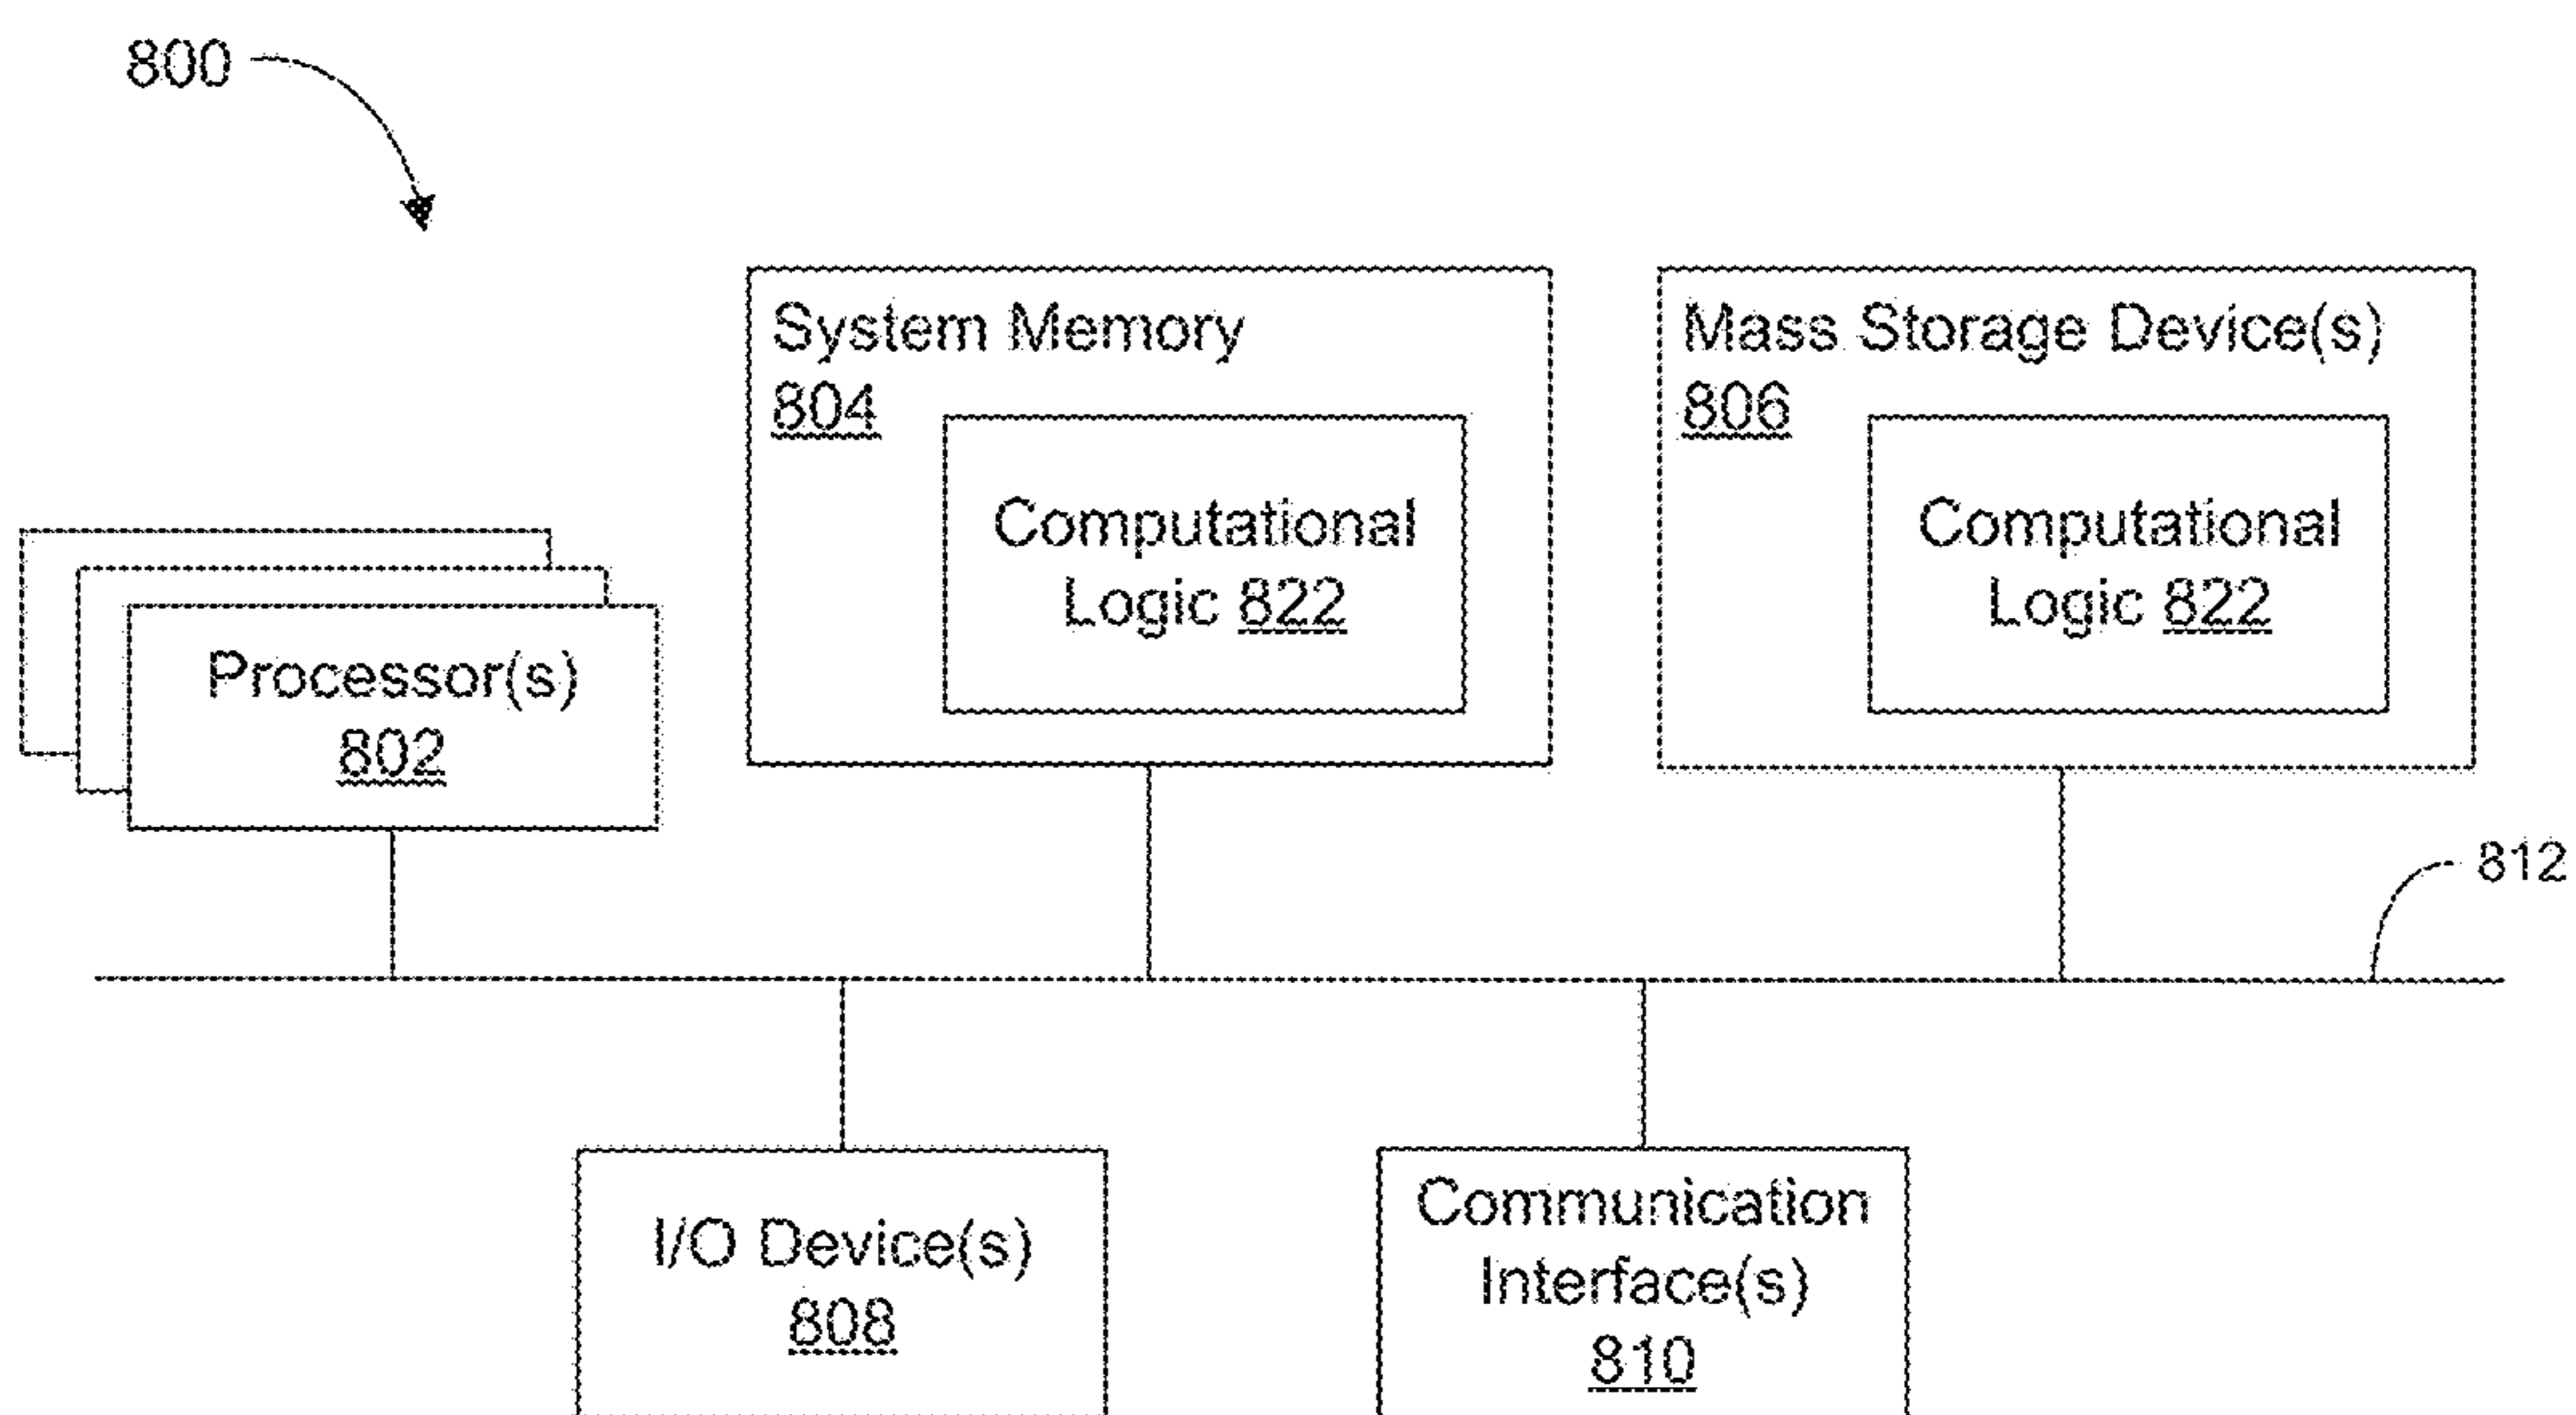 800
System Memory
804
Computational
Logic 822
Mass Storage Device(s)
806
Computational
Logic 822
Processor(s)
802
812
I/O Device(s)
808
Communication
Interface(s)
810